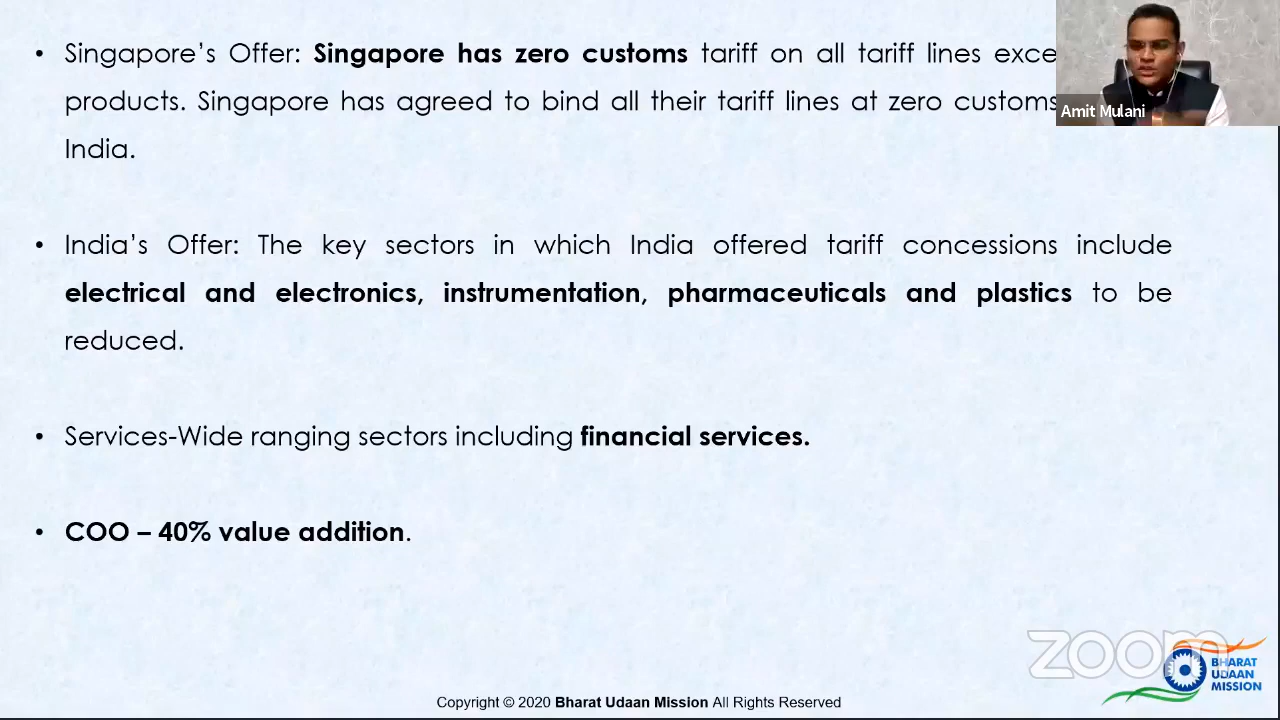 • Singapore’s Offer: Singapore has zero customs tariff on all tariff lines
products. Singapore has agreed to bind all their tariff lines at zero customs
India.
• India’s Offer: The key sectors in which India offered tariff concessions include
electrical and electronics, instrumentation, pharmaceuticals and plastics to be
reduced.
• Services-Wide ranging sectors including financial services.
• COO – 40% value addition.
Amit Mulani
zoom
BHARAT
UDAAN
MISSION
Copyright © 2020 Bharat Udaan Mission All Rights Reserved